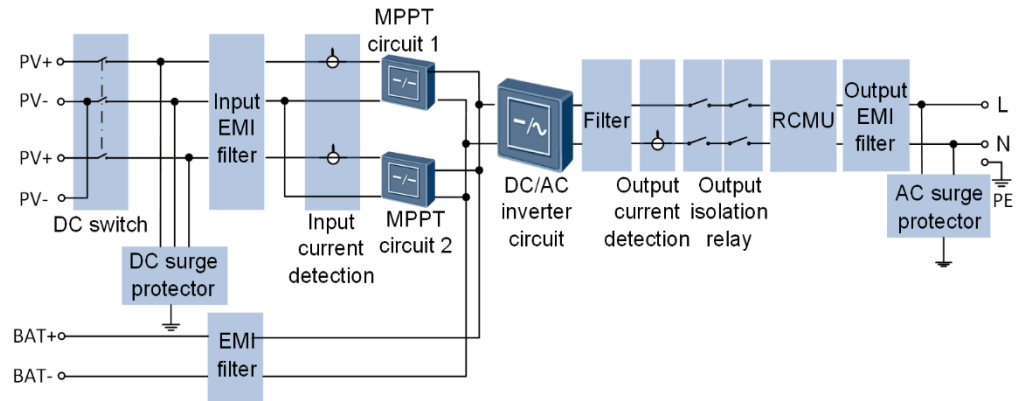 PV+
PV-
PV+
PV-
DC switch
DC surge
protector
Input
EMI
filter
Input
current
detection
MPPT
circuit 1
MPPT
circuit 2
BAT+
BAT-
EMI
filter
DC/AC
inverter
circuit
Filter
Output
current
detection
Output
isolation
relay
RCMU
Output
EMI
filter
L
N
PE
AC surge
protector